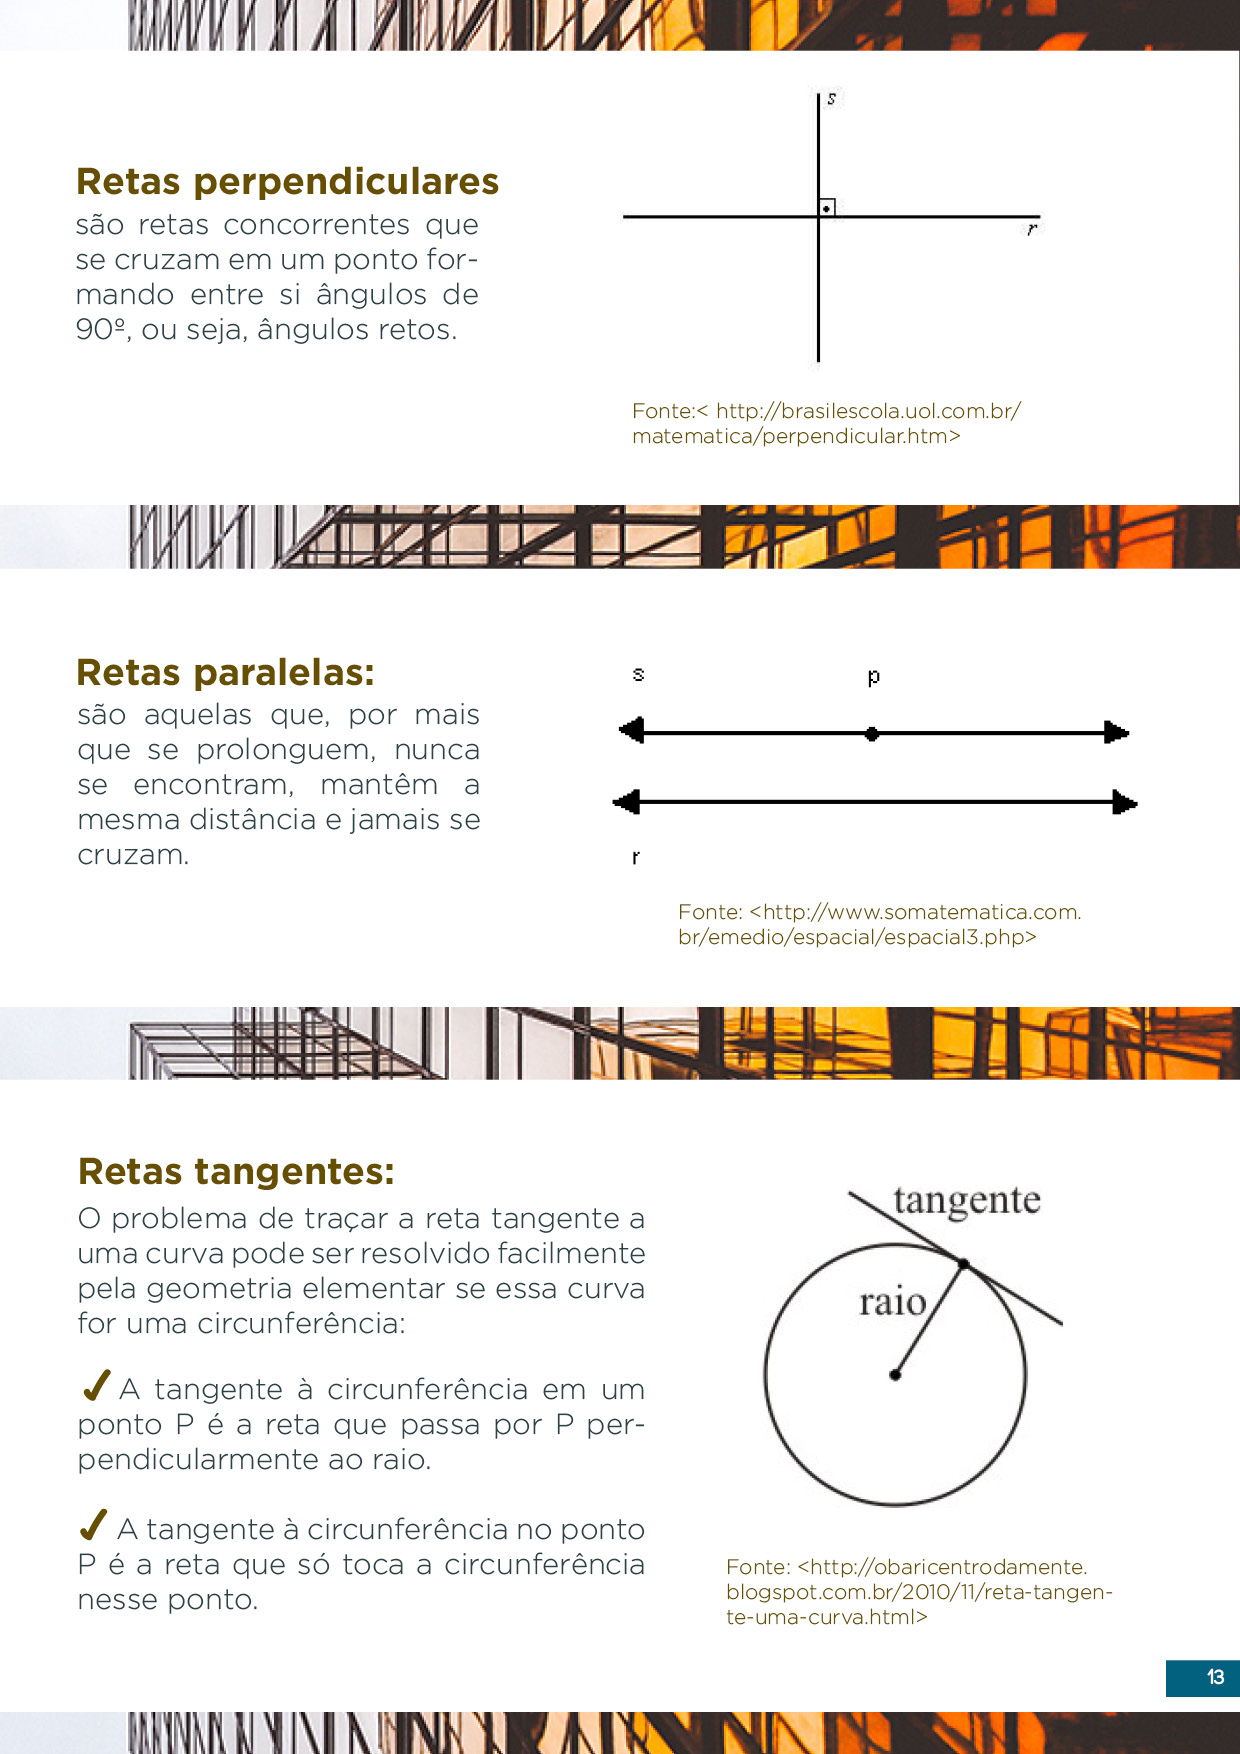 Retas perpendiculares
são retas concorrentes que
se cruzam em um ponto for-
mando entre si ângulos de
90º, ou seja, ângulos retos.
s
r
Fonte:< http://brasilescola.uol.com.br/
matematica/perpendicular.htm>
Retas paralelas:
são aquelas que, por mais
que se prolonguem, nunca
se encontram, mantêm a
mesma distância e jamais se
cruzam.
s p
r
Fonte: <http://www.somatematica.com.
br/emedio/espacial/espacial3.php>
Retas tangentes:
O problema de traçar a reta tangente a
uma curva pode ser resolvido facilmente
pela geometria elementar se essa curva
for uma circunferência:
✓ A tangente à circunferência em um
ponto P é a reta que passa por P per-
pendicularmente ao raio.
✓ A tangente à circunferência no ponto
P é a reta que só toca a circunferência
nesse ponto.
tangente
raio
Fonte: <http://obaricentrodamente.
blogspot.com.br/2010/11/reta-tangen-
te-uma-curva.html>
13